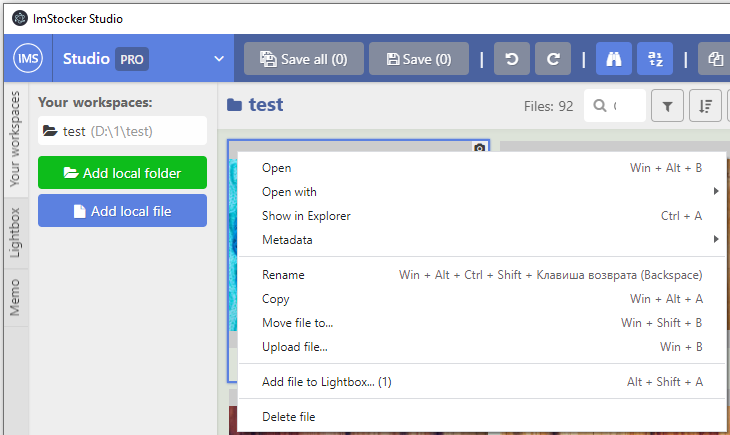 ImStocker Studio
IMS Studio PRO Save all (0) Save (0)
Your workspaces
Lightbox
Memo
Your workspaces:
test (D:\1\test)
Add local folder
Add local file
test Files: 92
Open Win + Alt + B
Open with
Show in Explorer Ctrl + A
Metadata
Rename Win + Alt + Ctrl + Shift + Клавиша возврата (Backspace)
Copy Win + Alt + A
Move file to... Win + Shift + B
Upload file... Win + B
Add file to Lightbox... (1) Alt + Shift + A
Delete file